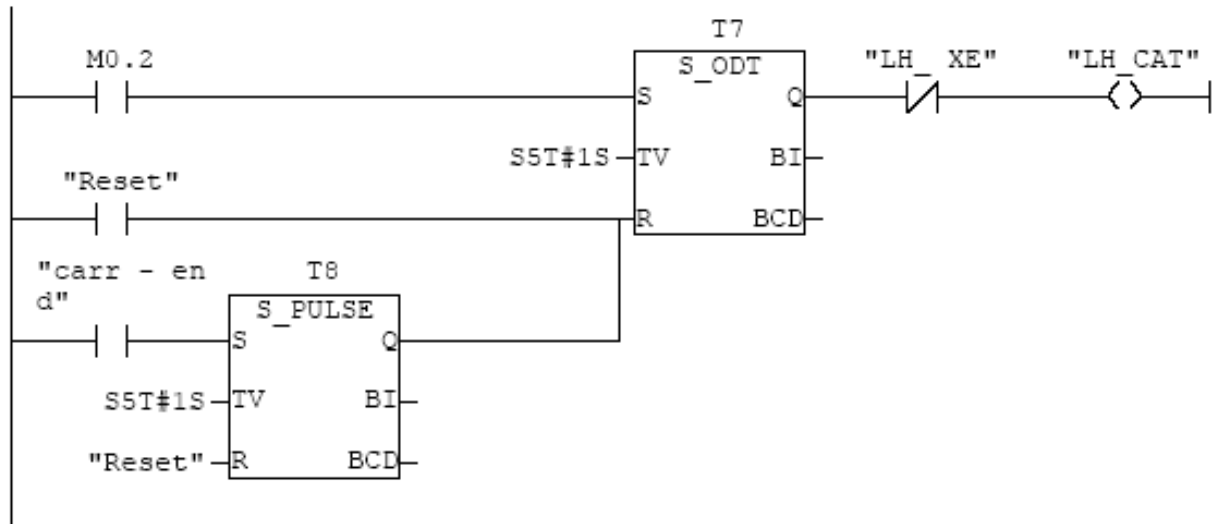 T7
M0.2
S_ODT
"LH_ XE"
"LH_CAT"
S
Q
S5T#1S
TV
BI
"Reset"
R
BCD
"carr - en
d"
T8
S_PULSE
S
Q
S5T#1S
TV
BI
"Reset"
R
BCD